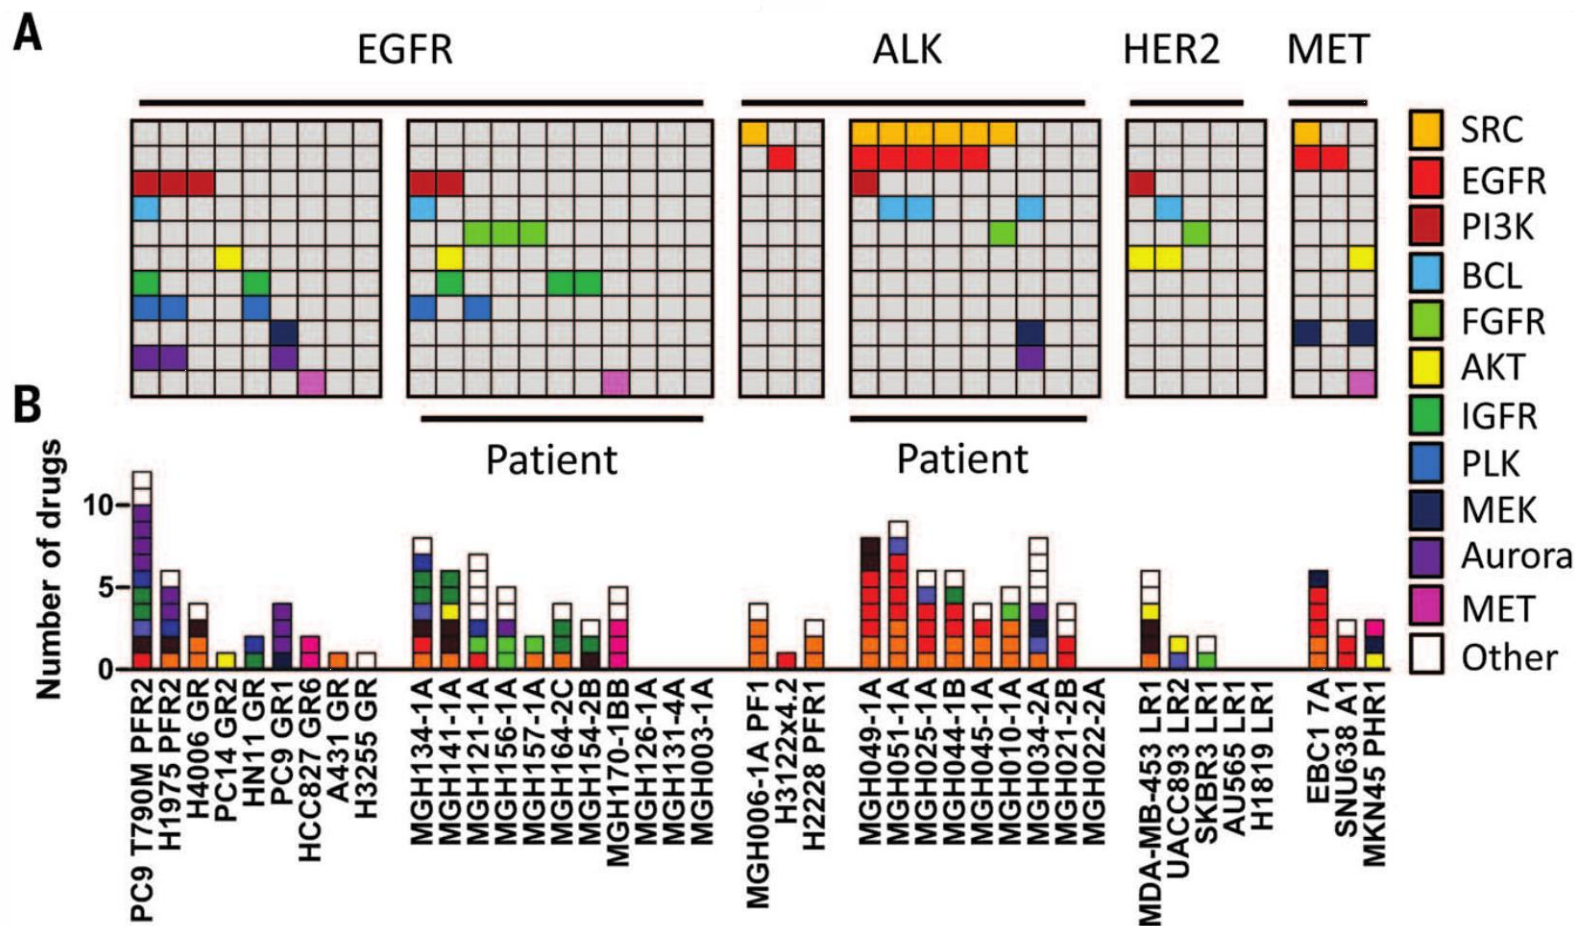 A
EGFR
ALK
HER2
MET
SRC
EGFR
PI3K
BCL
FGFR
AKT
IGFR
PLK
MEK
Aurora
MET
Other
Patient
Patient
B
Number of drugs
10
5
0
PC9 T790M PFR2
H1975 PFR2
H4006 GR
PC14 GR2
HN11 GR
PC9 GR1
HCC827 GR6
A431 GR
H3255 GR
MGH134-1A
MGH141-1A
MGH121-1A
MGH156-1A
MGH157-1A
MGH164-2C
MGH154-2B
MGH170-1BB
MGH126-1A
MGH131-4A
MGH003-1A
MGH006-1A PF1
H3122x4.2
H2228 PFR1
MGH049-1A
MGH051-1A
MGH025-1A
MGH044-1B
MGH045-1A
MGH010-1A
MGH034-2A
MGH021-2B
MGH022-2A
MDA-MB-453 LR1
UACC893 LR2
SKBR3 LR1
AU565 LR1
H1819 LR1
EBC1 7A
SNU638 A1
MKN45 PHR1